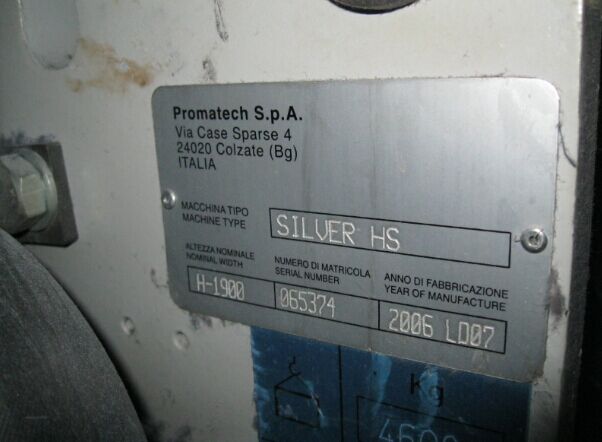 Promatech S.p.A.
Via Case Sparse 4
24020 Colzate (Bg)
ITALIA
MACCHINA TIPO
MACHINE TYPE
SILVER HS
ALTEZZA NOMINALE
NOMINAL WIDTH
H-1900
NUMERO DI MATRICOLA
SERIAL NUMBER
065374
ANNO DI FABBRICAZIONE
YEAR OF MANUFACTURE
2006 LD07
Kg